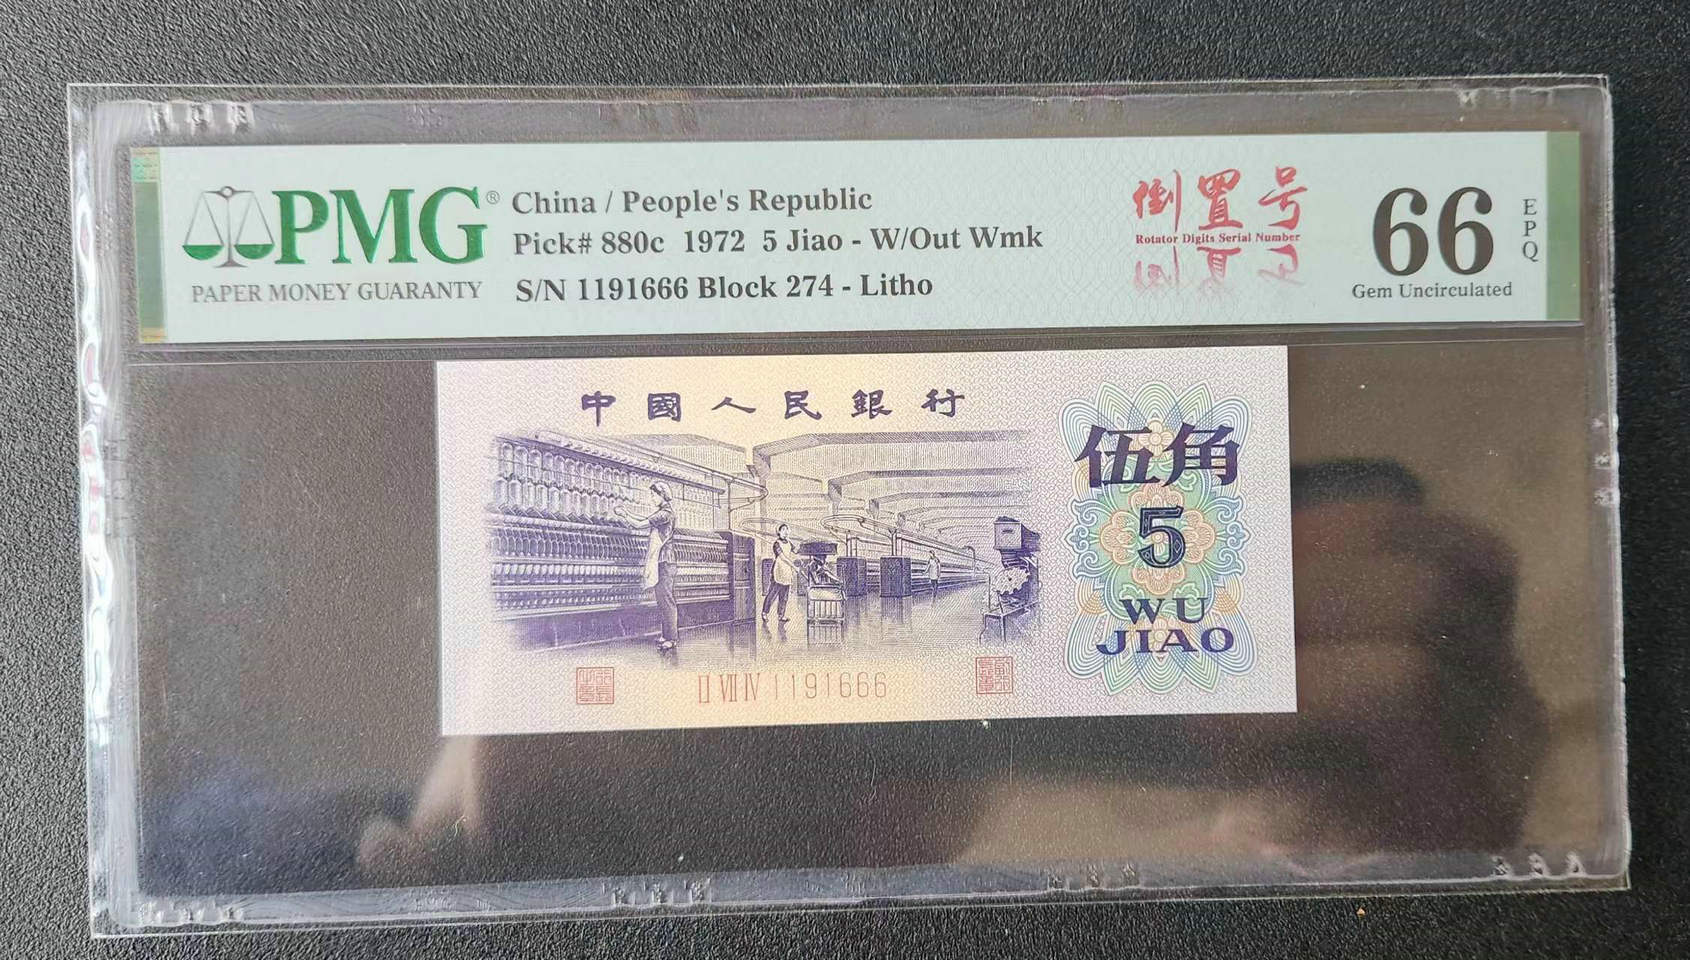 PMG®
PAPER MONEY GUARANTY
China / People's Republic
Pick# 880c 1972 5 Jiao - W/Out Wmk
S/N 1191666 Block 274 - Litho
倒置号
Rotator Digits Serial Number
66
EPQ
Gem Uncirculated
中國人民銀行
伍角
5
WU
JIAO
II VII IV 1191666